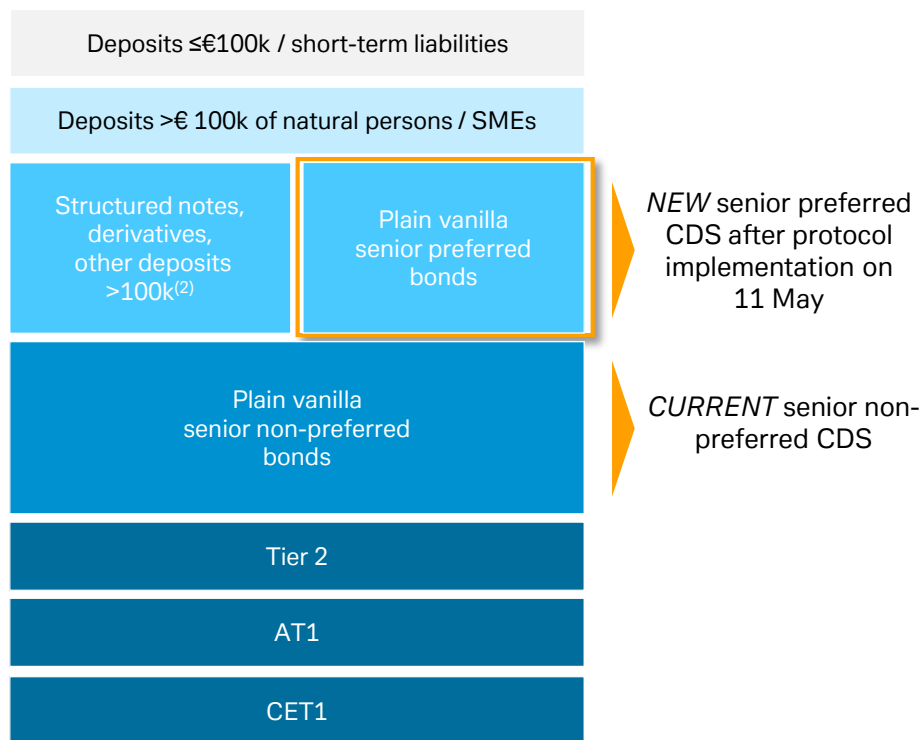 Deposits ≤€100k / short-term liabilities
Deposits >€ 100k of natural persons / SMEs
Structured notes,
derivatives,
other deposits
>100k(2)
Plain vanilla
senior preferred
bonds
NEW senior preferred
CDS after protocol
implementation on
11 May
Plain vanilla
senior non-preferred
bonds
CURRENT senior non-
preferred CDS
Tier 2
AT1
CET1